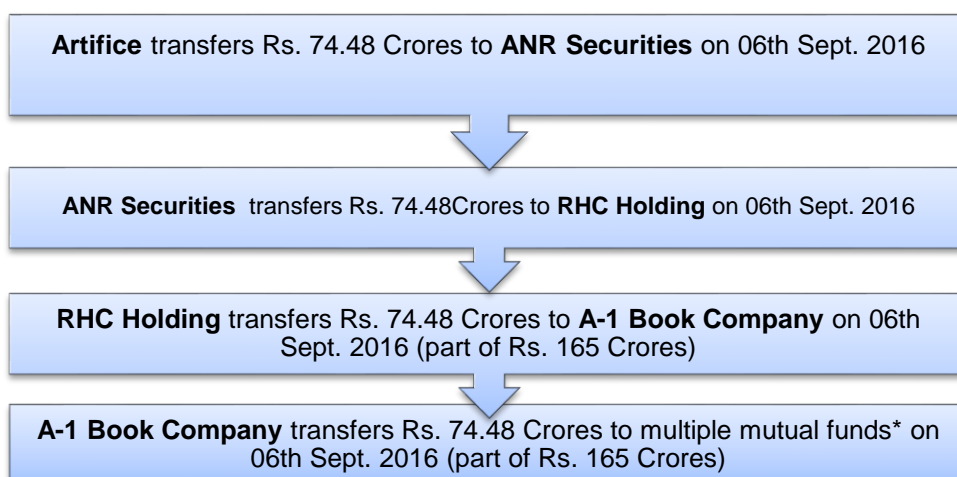 Artifice transfers Rs. 74.48 Crores to ANR Securities on 06th Sept. 2016
ANR Securities transfers Rs. 74.48Crores to RHC Holding on 06th Sept. 2016
RHC Holding transfers Rs. 74.48 Crores to A-1 Book Company on 06th
Sept. 2016 (part of Rs. 165 Crores)
A-1 Book Company transfers Rs. 74.48 Crores to multiple mutual funds* on
06th Sept. 2016 (part of Rs. 165 Crores)